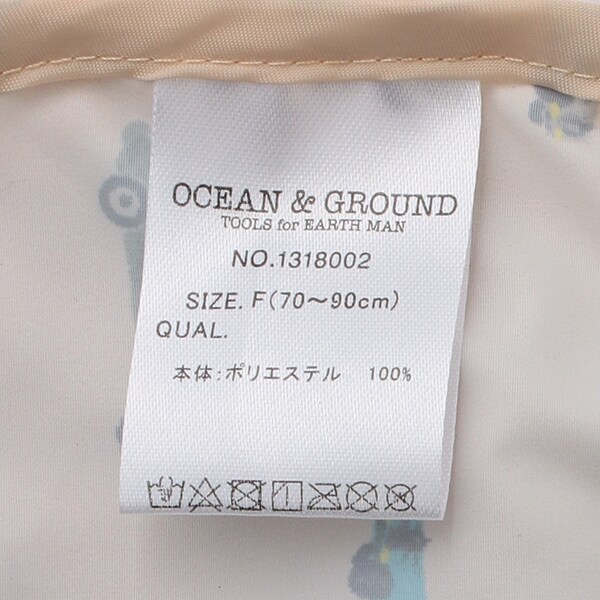 OCEAN & GROUND
TOOLS for EARTH MAN
NO.1318002
SIZE. F(70～90cm)
QUAL.
本体:ポリエステル 100%